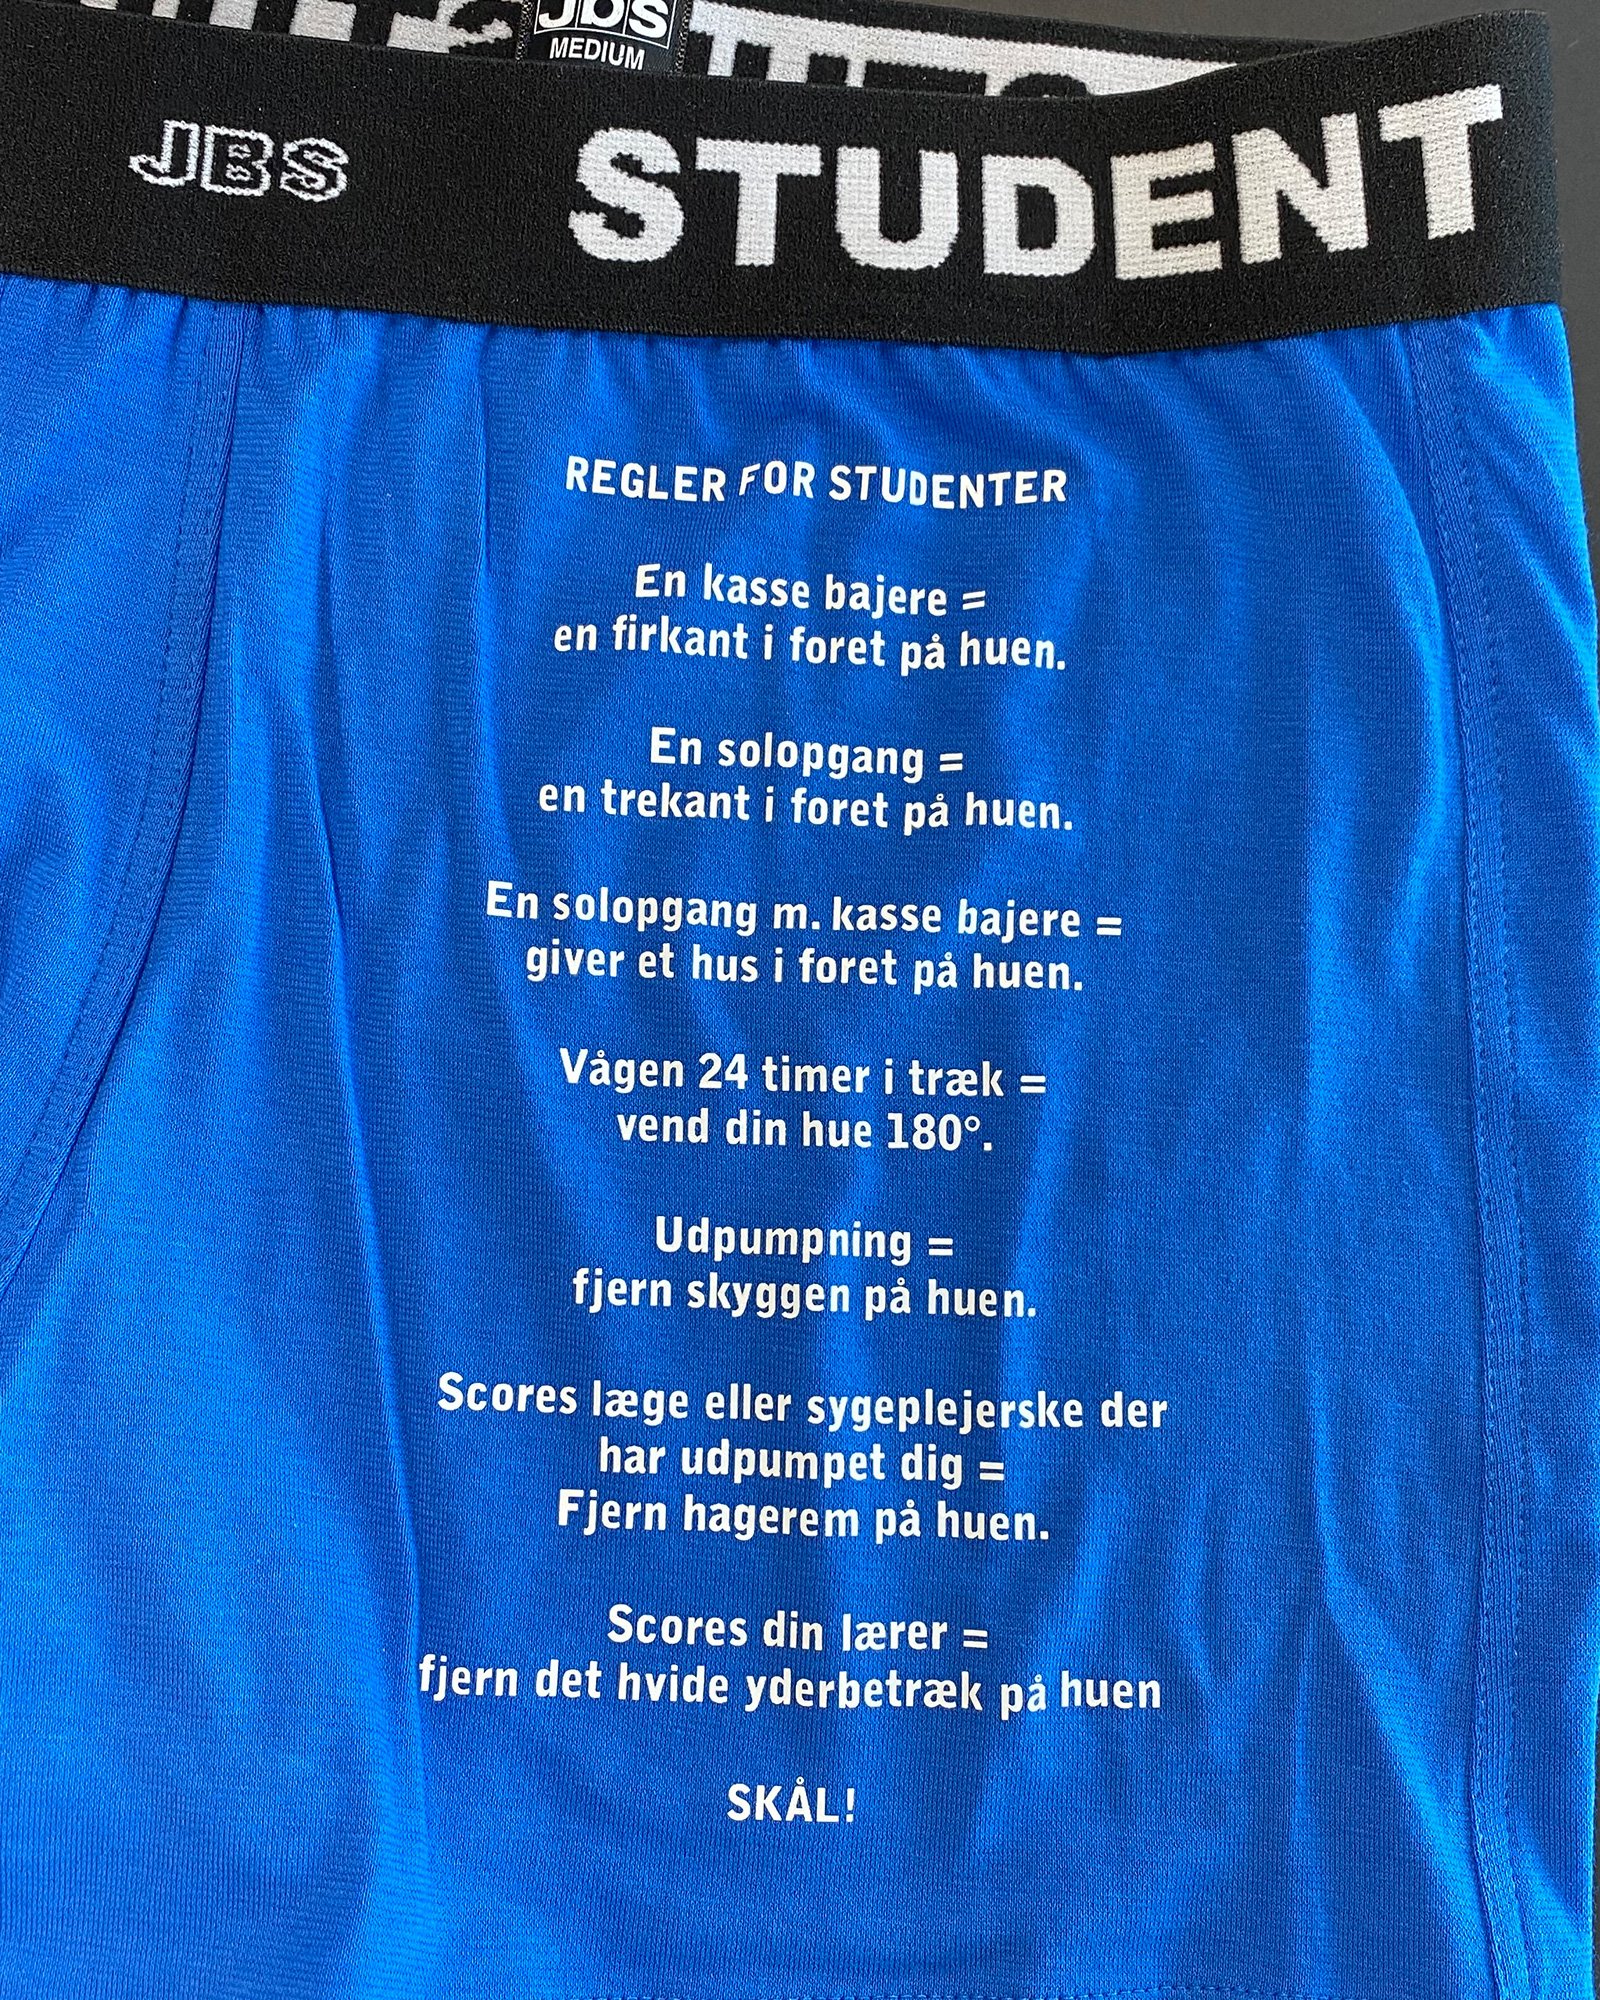 Jbs
MEDIUM
JBS
STUDENT
REGLER FOR STUDENTER
En kasse bajere =
en firkant i foret på huen.
En solopgang =
en trekant i foret på huen.
En solopgang m. kasse bajere =
giver et hus i foret på huen.
Vågen 24 timer i træk =
vend din hue 180°.
Udpumpning =
fjern skyggen på huen.
Scores læge eller sygeplejerske der
har udpumpet dig =
Fjern hagerem på huen.
Scores din lærer =
fjern det hvide yderbetræk på huen
SKÅL!